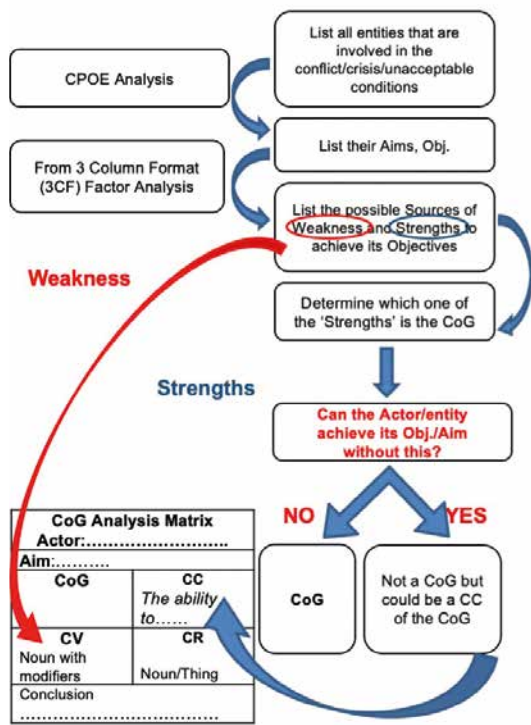 List all entities that are
involved in the
conflict/crisis/unacceptable
conditions
CPOE Analysis
List their Aims, Obj.
From 3 Column Format
(3CF) Factor Analysis
List the possible Sources of
Weakness and Strengths to
achieve its Objectives
Weakness
Determine which one of
the ‘Strengths’ is the CoG
Strengths
Can the Actor/entity
achieve its Obj./Aim
without this?
NO
YES
CoG
Not a CoG but
could be a CC
of the CoG
CoG Analysis Matrix
Actor:……………………..
Aim:……….
CoG
CC
The ability
to……
CV
Noun with
modifiers
CR
Noun/Thing
Conclusion
…………………………………